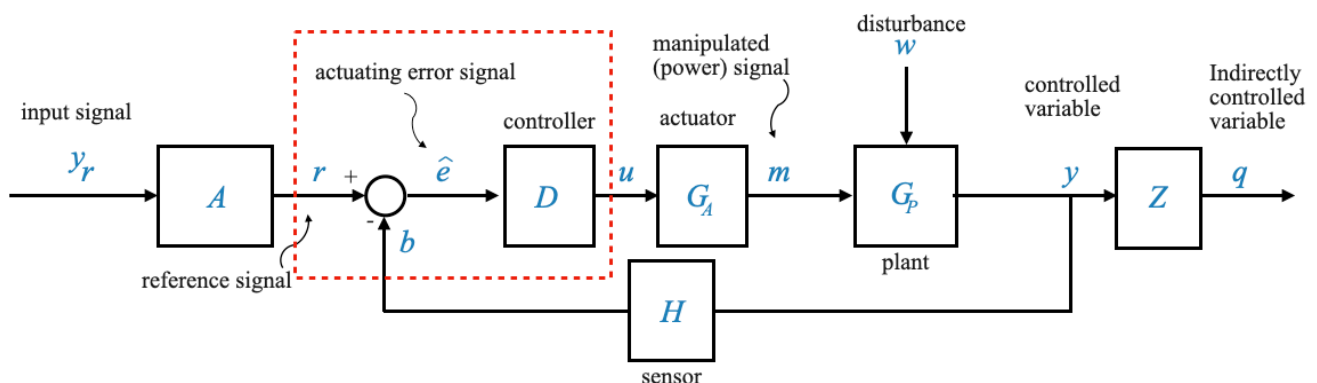 input signal
y_r
A
r
+
-
reference signal
actuating error signal
ê
b
controller
D
u
actuator
G_A
manipulated
(power) signal
m
disturbance
w
G_P
plant
controlled
variable
y
Z
Indirectly
controlled
variable
q
H
sensor